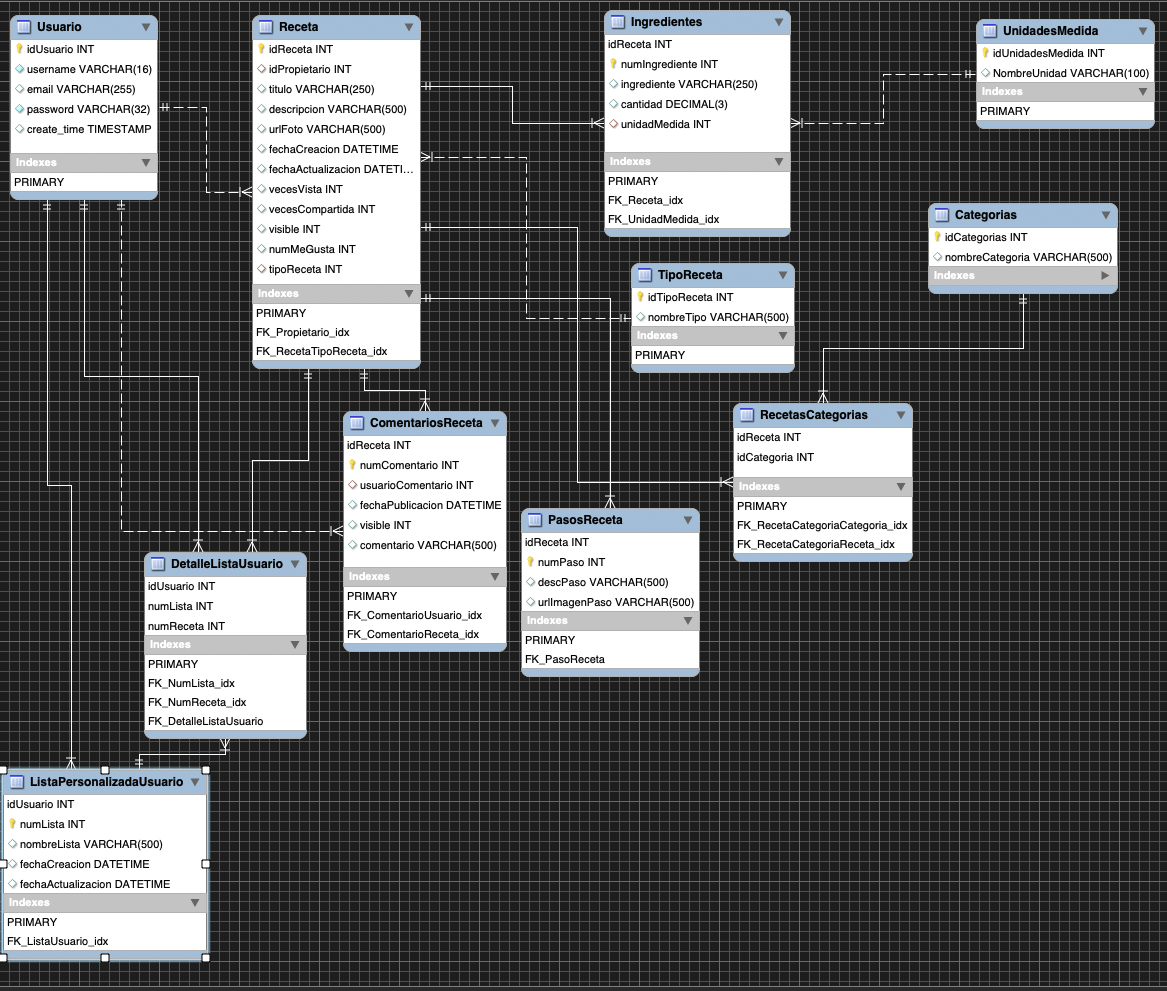 Usuario
idUsuario INT
username VARCHAR(16)
email VARCHAR(255)
password VARCHAR(32)
create_time TIMESTAMP
Indexes
PRIMARY
Receta
idReceta INT
idPropietario INT
titulo VARCHAR(250)
descripcion VARCHAR(500)
urlFoto VARCHAR(500)
fechaCreacion DATETIME
fechaActualizacion DATETI...
vecesVista INT
vecesCompartida INT
visible INT
numMeGusta INT
tipoReceta INT
Indexes
PRIMARY
FK_Propietario_idx
FK_RecetaTipoReceta_idx
Ingredientes
idReceta INT
numIngrediente INT
ingrediente VARCHAR(250)
cantidad DECIMAL(3)
unidadMedida INT
Indexes
PRIMARY
FK_Receta_idx
FK_UnidadMedida_idx
UnidadesMedida
idUnidadesMedida INT
NombreUnidad VARCHAR(100)
Indexes
PRIMARY
Categorias
idCategorias INT
nombreCategoria VARCHAR(500)
Indexes
TipoReceta
idTipoReceta INT
nombreTipo VARCHAR(500)
Indexes
PRIMARY
RecetasCategorias
idReceta INT
idCategoria INT
Indexes
PRIMARY
FK_RecetaCategoriaCategoria_idx
FK_RecetaCategoriaReceta_idx
ComentariosReceta
idReceta INT
numComentario INT
usuarioComentario INT
fechaPublicacion DATETIME
visible INT
comentario VARCHAR(500)
Indexes
PRIMARY
FK_ComentarioUsuario_idx
FK_ComentarioReceta_idx
PasosReceta
idReceta INT
numPaso INT
descPaso VARCHAR(500)
urlImagenPaso VARCHAR(500)
Indexes
PRIMARY
FK_PasoReceta
DetalleListaUsuario
idUsuario INT
numLista INT
numReceta INT
Indexes
PRIMARY
FK_NumLista_idx
FK_NumReceta_idx
FK_DetalleListaUsuario
ListaPersonalizadaUsuario
idUsuario INT
numLista INT
nombreLista VARCHAR(500)
fechaCreacion DATETIME
fechaActualizacion DATETIME
Indexes
PRIMARY
FK_ListaUsuario_idx